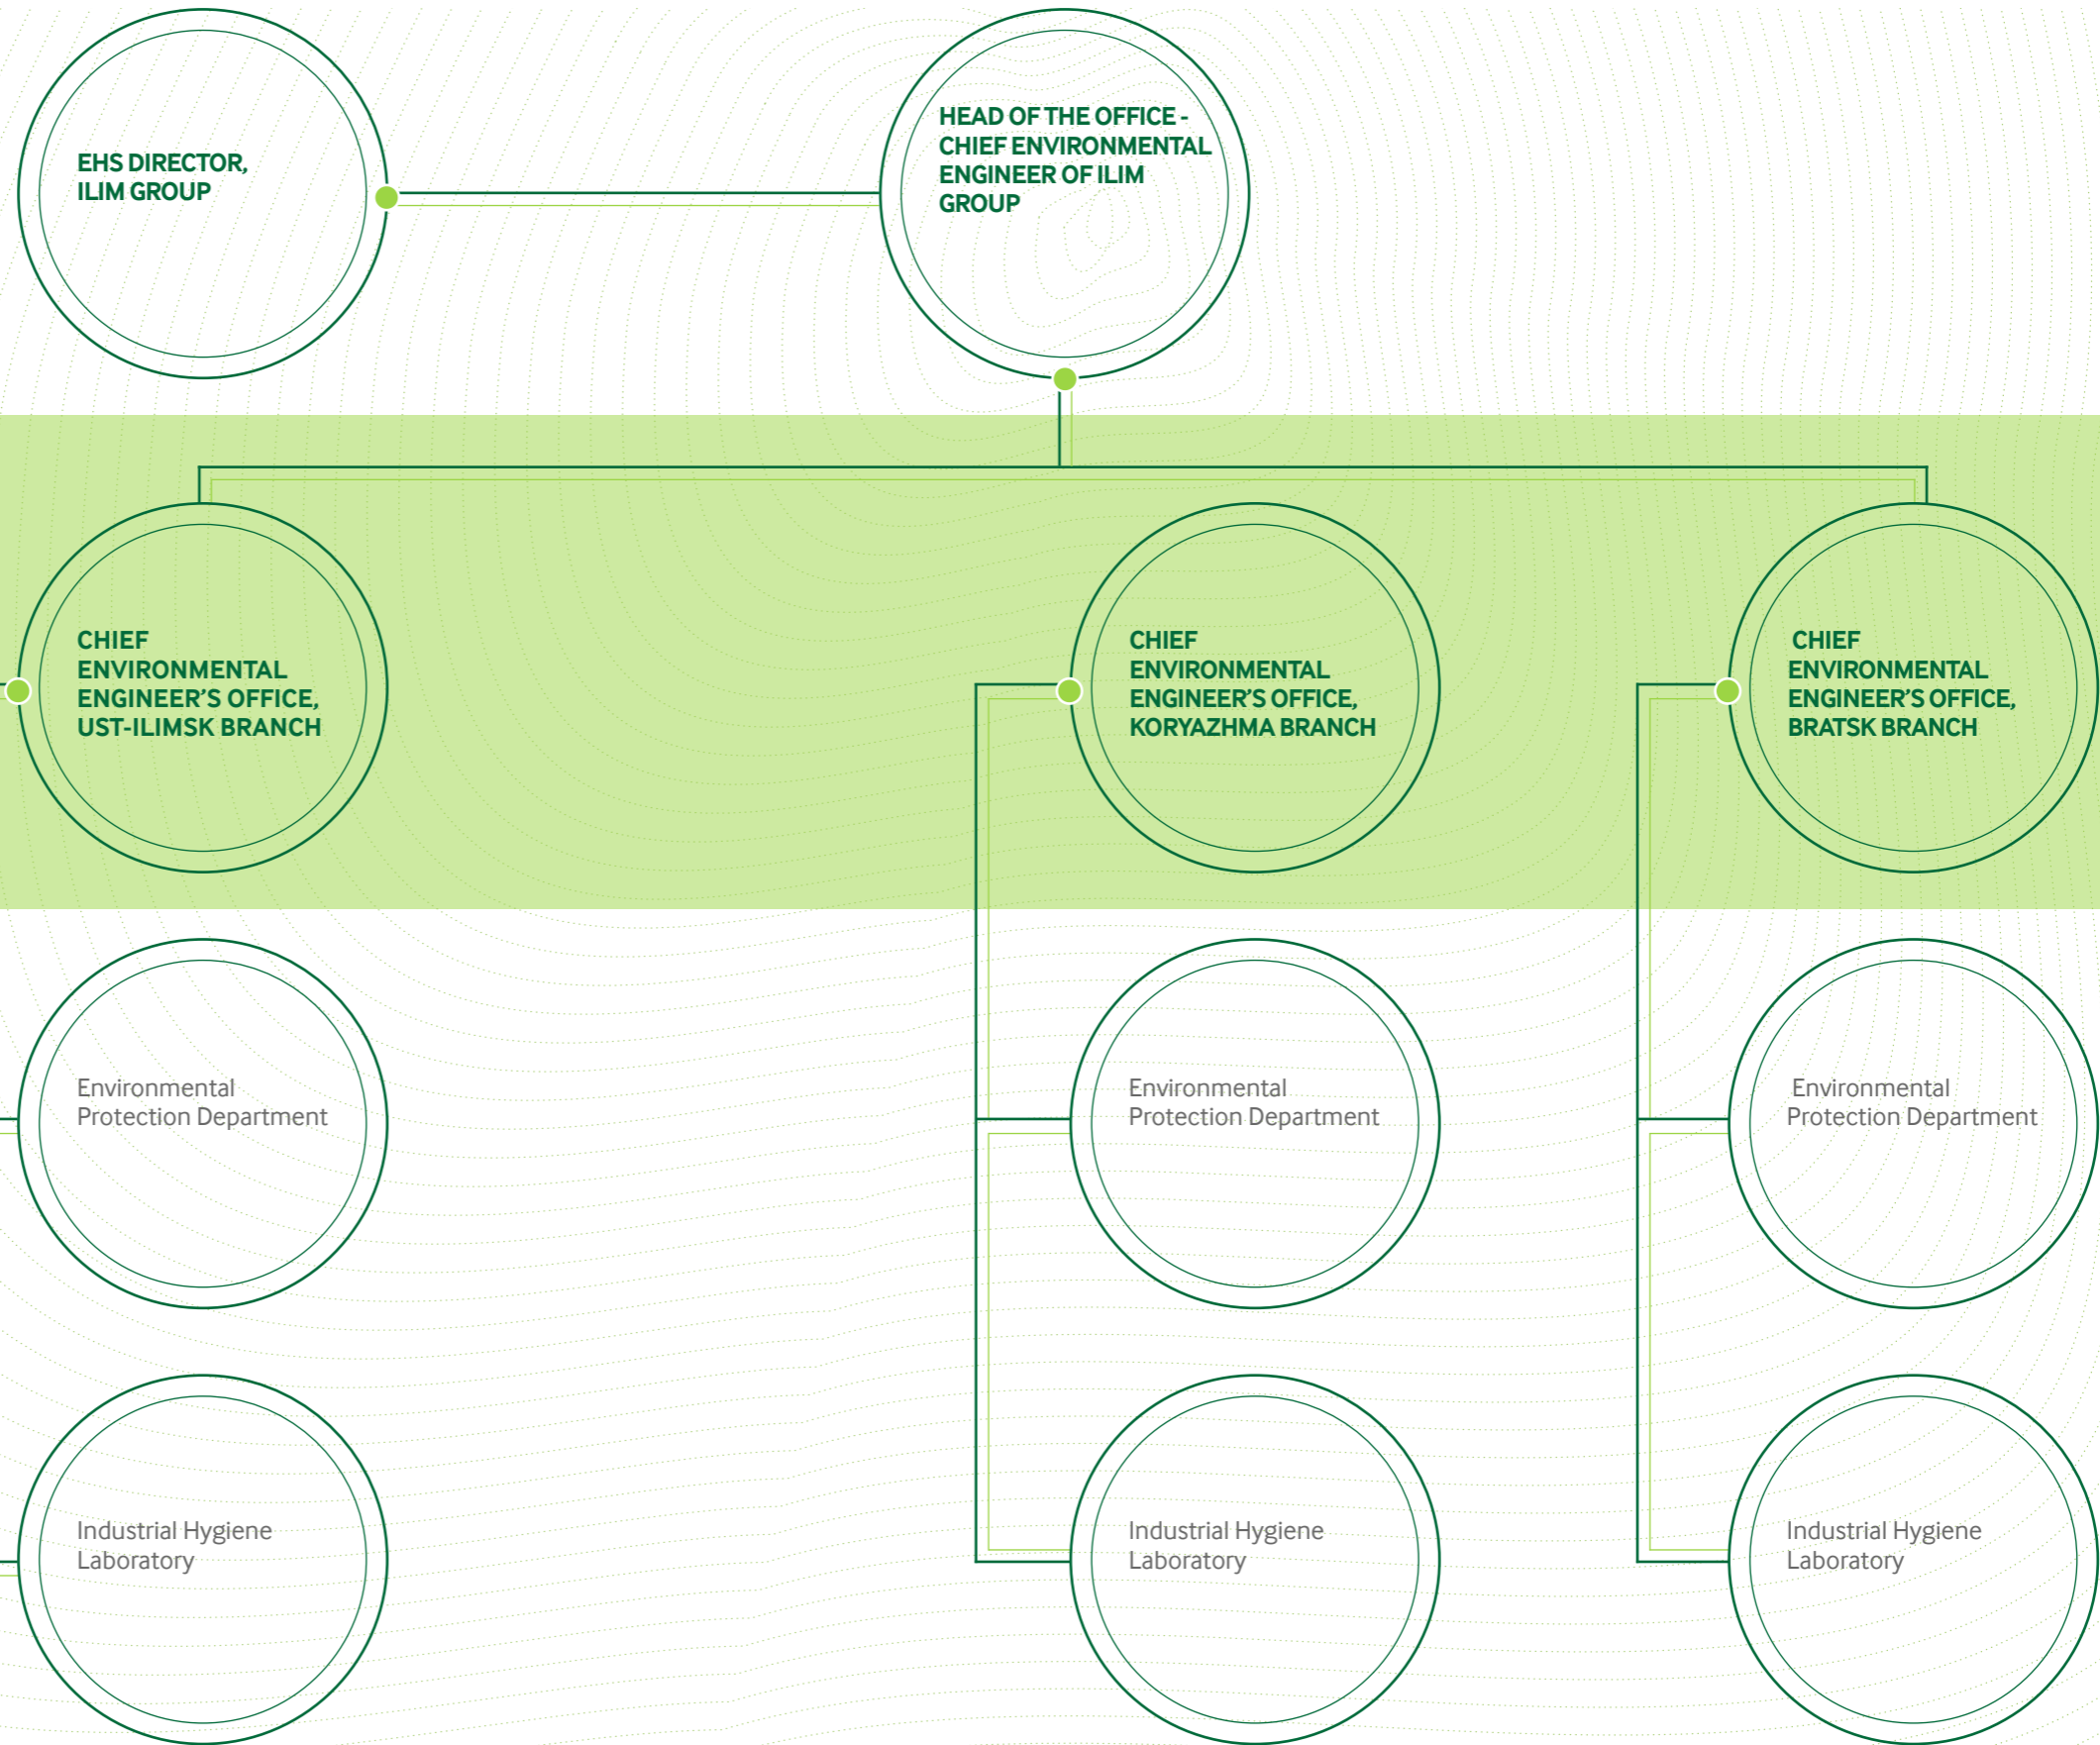 EHS DIRECTOR,
ILIM GROUP
HEAD OF THE OFFICE -
CHIEF ENVIRONMENTAL
ENGINEER OF ILIM
GROUP
CHIEF
ENVIRONMENTAL
ENGINEER’S OFFICE,
UST-ILIMSK BRANCH
CHIEF
ENVIRONMENTAL
ENGINEER’S OFFICE,
KORYAZHMA BRANCH
CHIEF
ENVIRONMENTAL
ENGINEER’S OFFICE,
BRATSK BRANCH
Environmental
Protection Department
Environmental
Protection Department
Environmental
Protection Department
Industrial Hygiene
Laboratory
Industrial Hygiene
Laboratory
Industrial Hygiene
Laboratory